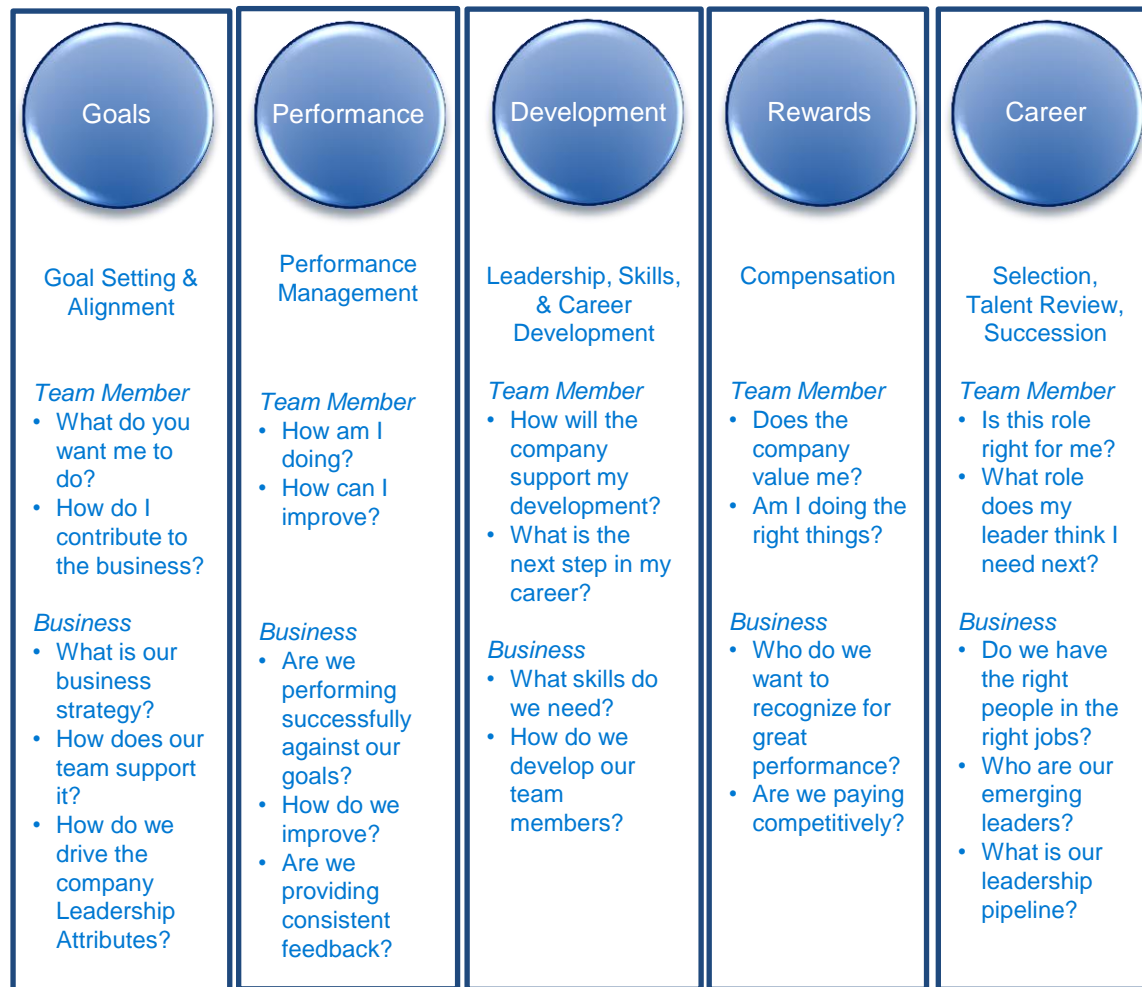 Goals
Goal Setting &
Alignment
Team Member
• What do you
want me to
do?
• How do I
contribute to
the business?
Business
• What is our
business
strategy?
• How does our
team support
it?
• How do we
drive the
company
Leadership
Attributes?
Performance
Performance
Management
Team Member
• How am I
doing?
• How can I
improve?
Business
• Are we
performing
successfully
against our
goals?
• How do we
improve?
• Are we
providing
consistent
feedback?
Development
Leadership, Skills,
& Career
Development
Team Member
• How will the
company
support my
development?
• What is the
next step in my
career?
Business
• What skills do
we need?
• How do we
develop our
team
members?
Rewards
Compensation
Team Member
• Does the
company
value me?
• Am I doing the
right things?
Business
• Who do we
want to
recognize for
great
performance?
• Are we paying
competitively?
Career
Selection,
Talent Review,
Succession
Team Member
• Is this role
right for me?
• What role
does my
leader think I
need next?
Business
• Do we have
the right
people in the
right jobs?
• Who are our
emerging
leaders?
• What is our
leadership
pipeline?